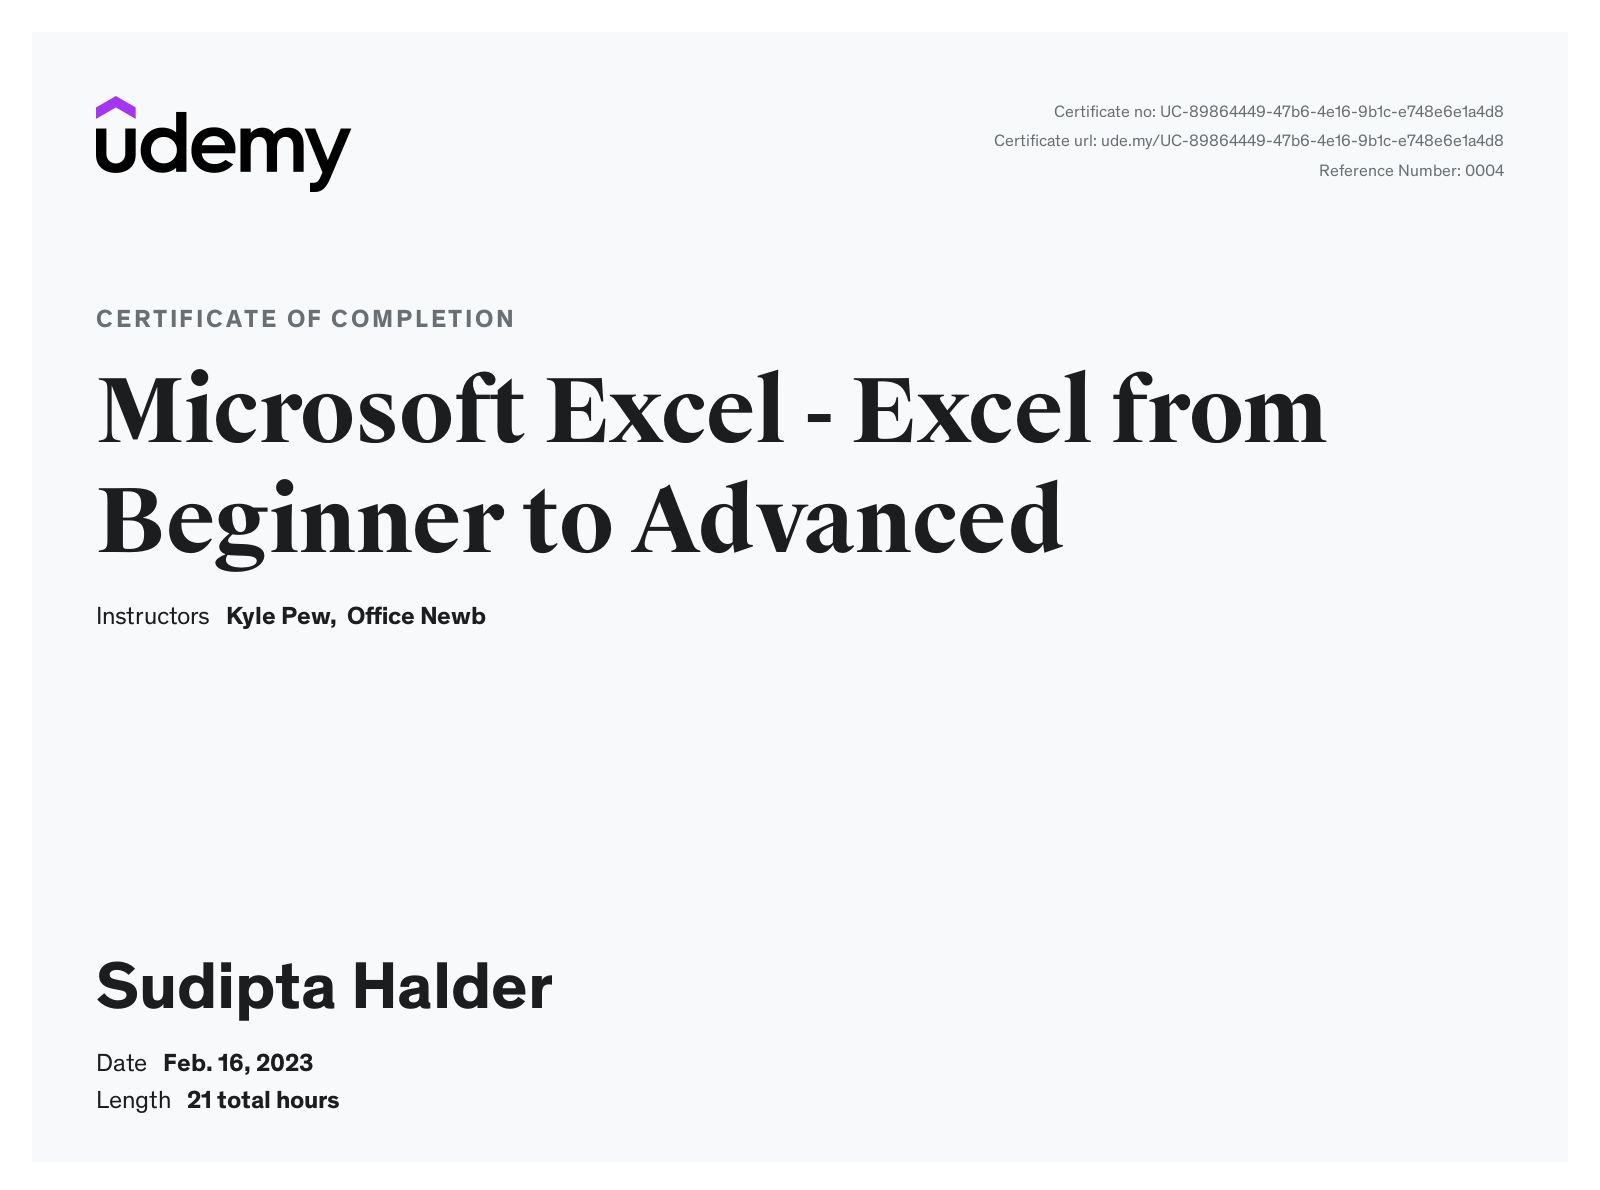 udemy
Certificate no: UC-89864449-47b6-4e16-9b1c-e748e6e1a4d8
Certificate url: ude.my/UC-89864449-47b6-4e16-9b1c-e748e6e1a4d8
Reference Number: 0004
CERTIFICATE OF COMPLETION
Microsoft Excel - Excel from
Beginner to Advanced
Instructors Kyle Pew, Office Newb
Sudipta Halder
Date Feb. 16, 2023
Length 21 total hours